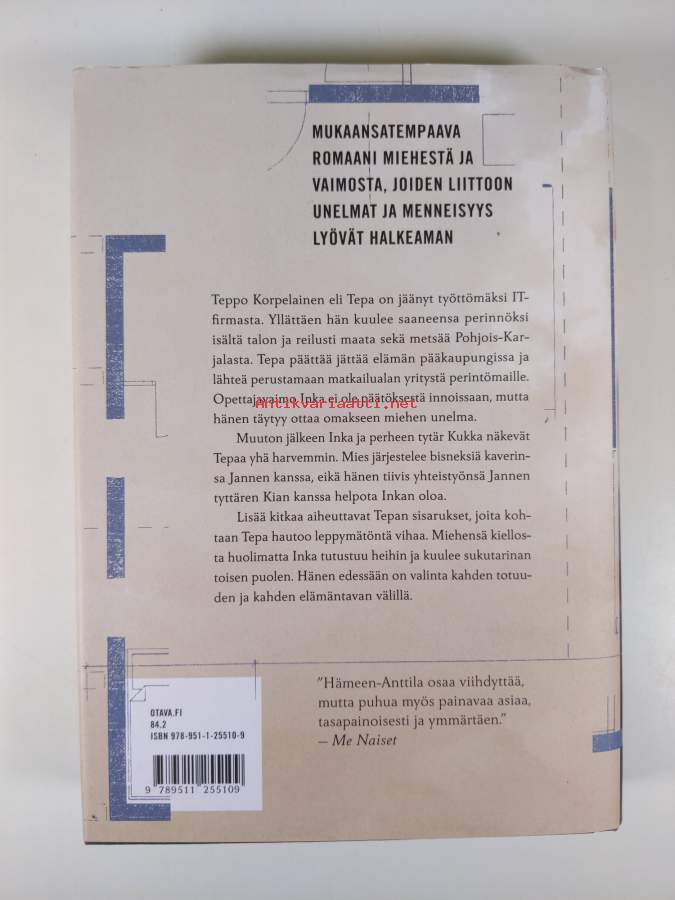 MUKAANSATEMPAAVA
ROMAANI MIEHESTÄ JA
VAIMOSTA, JOIDEN LIITTOON
UNELMAT JA MENNEISYYS
LYÖVÄT HALKEAMAN
Teppo Korpelainen eli Tepa on jäänyt työttömäksi IT-
firmasta. Yllättäen hän kuulee saaneensa perinnöksi
isältä talon ja reilusti maata sekä metsää Pohjois-Kar-
jalasta. Tepa päättää jättää elämän pääkaupungissa ja
lähteä perustamaan matkailualan yritystä perintömaille.
Opettajavaimo Inka ei ole päätöksestä innoissaan, mutta
Antikvariaatti.net
hänen täytyy ottaa omakseen miehen unelma.
Muuton jälkeen Inka ja perheen tytär Kukka näkevät
Tepaa yhä harvemmin. Mies järjestelee bisneksiä kaverin-
sa Jannen kanssa, eikä hänen tiivis yhteistyönsä Jannen
tyttären Kian kanssa helpota Inkan oloa.
Lisää kitkaa aiheuttavat Tepan sisarukset, joita koh-
taan Tepa hautoo leppymätöntä vihaa. Miehensä kiellos-
ta huolimatta Inka tutustuu heihin ja kuulee sukutarinan
toisen puolen. Hänen edessään on valinta kahden totuu-
den ja kahden elämäntavan välillä.
"Hämeen-Anttila osaa viihdyttää,
mutta puhua myös painavaa asiaa,
tasapainoisesti ja ymmärtäen."
– Me Naiset
OTAVA.FI
84.2
ISBN 978-951-1-25510-9
9 789511 255109